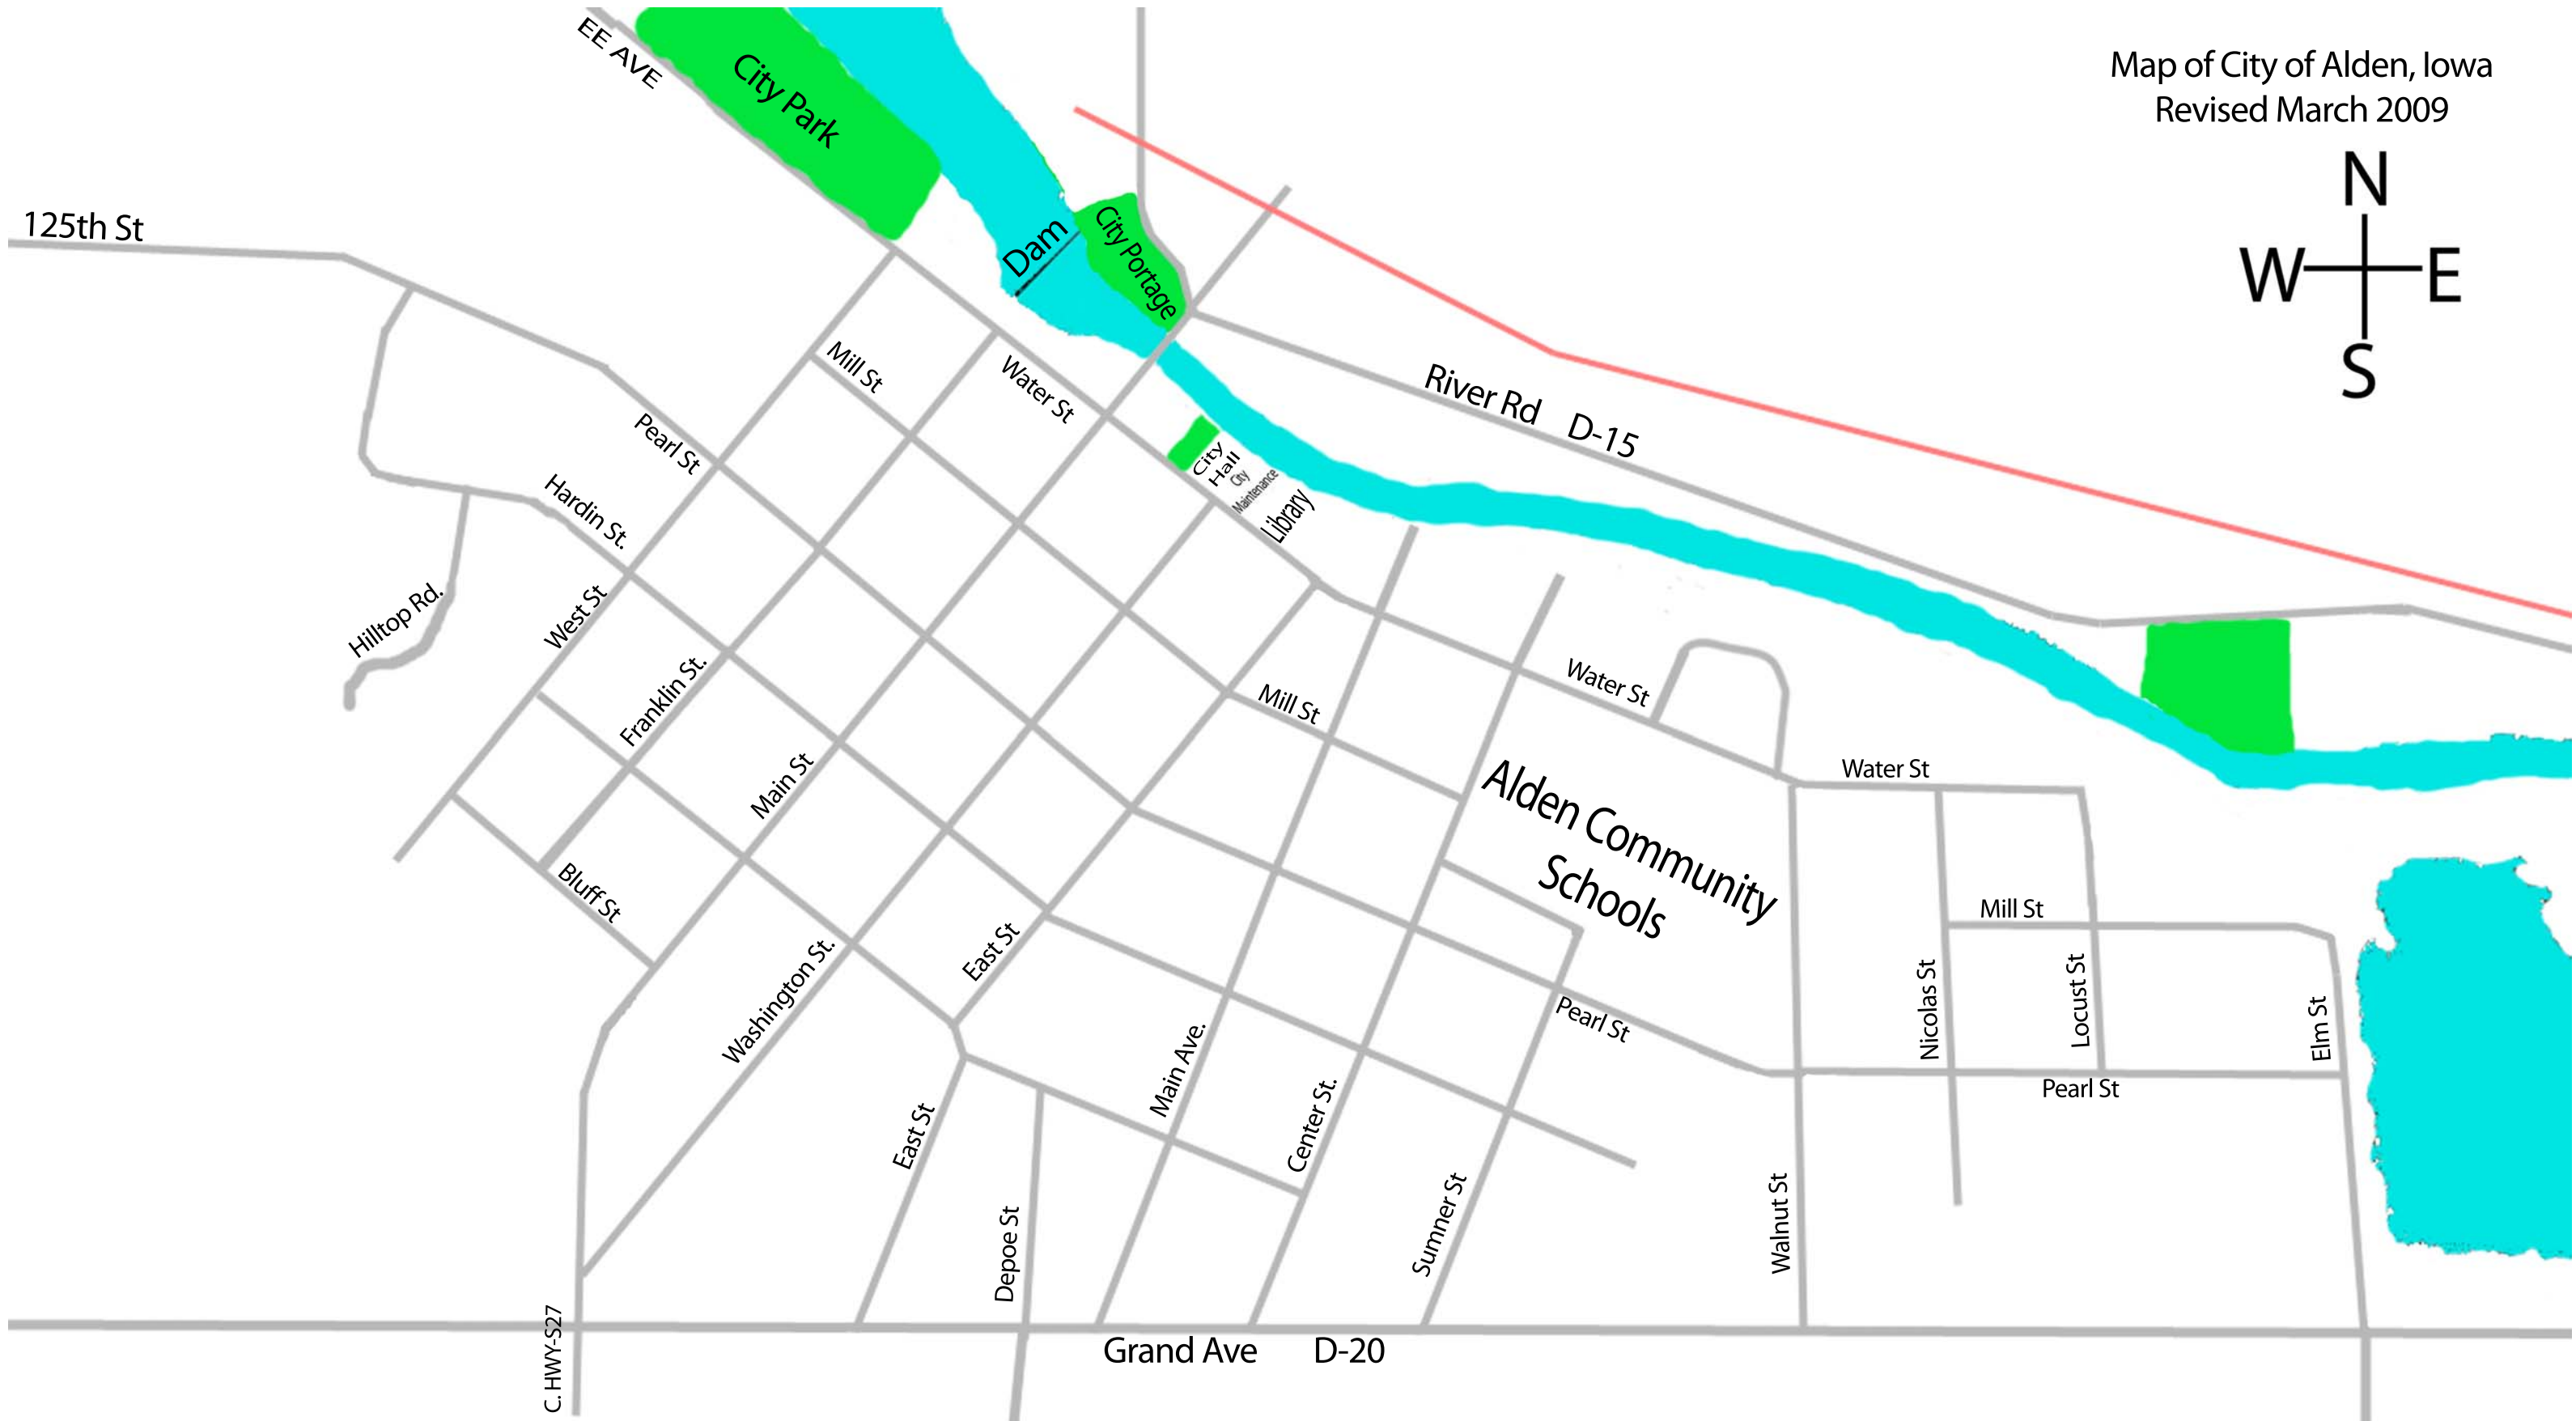 EE AVE
City Park
Map of City of Alden, Iowa
Revised March 2009
N
W
E
S
125th St
Dam
City Portage
Mill St
Water St
River Rd D-15
Pearl St
City
Hall
City
Maintenance
Library
Hardin St.
Hilltop Rd.
West St
Franklin St.
Mill St
Water St
Main St
Alden Community
Schools
Water St
Bluff St
Mill St
East St
Washington St.
Nicolas St
Locust St
Elm St
Pearl St
Main Ave.
Center St.
Pearl St
East St
Depoe St
Sumner St
Walnut St
C. HWY-S27
Grand Ave D-20